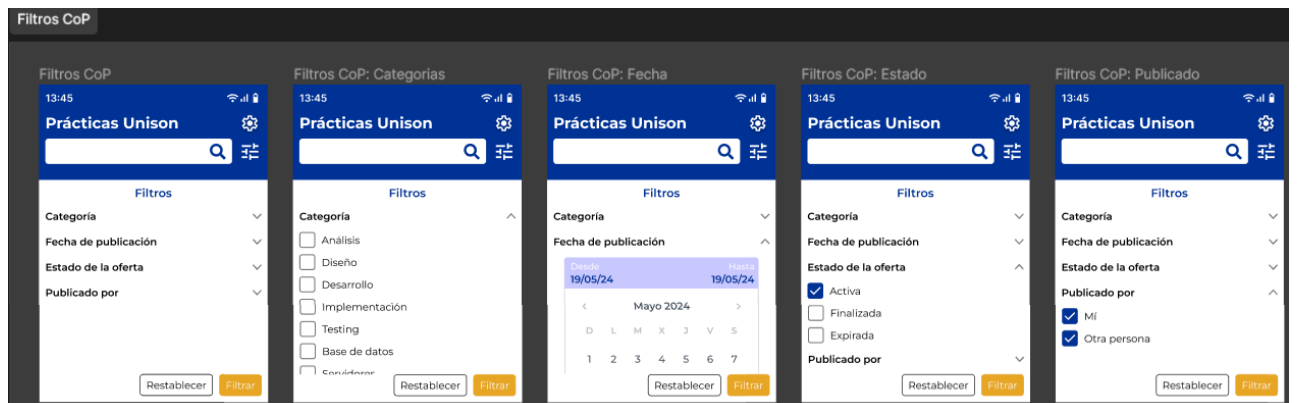 Filtros CoP
Filtros CoP
13:45
Prácticas Unison
Filtros
Categoría
Fecha de publicación
Estado de la oferta
Publicado por
Restablecer
Filtrar
Filtros CoP: Categorias
13:45
Prácticas Unison
Filtros
Categoría
Análisis
Diseño
Desarrollo
Implementación
Testing
Base de datos
Servidores
Restablecer
Filtrar
Filtros CoP: Fecha
13:45
Prácticas Unison
Filtros
Categoría
Fecha de publicación
Desde Hasta
19/05/24 19/05/24
Mayo 2024
D L M X J V S
1 2 3 4 5 6 7
Restablecer
Filtrar
Filtros CoP: Estado
13:45
Prácticas Unison
Filtros
Categoría
Fecha de publicación
Estado de la oferta
Activa
Finalizada
Expirada
Publicado por
Restablecer
Filtrar
Filtros CoP: Publicado
13:45
Prácticas Unison
Filtros
Categoría
Fecha de publicación
Estado de la oferta
Publicado por
Mí
Otra persona
Restablecer
Filtrar